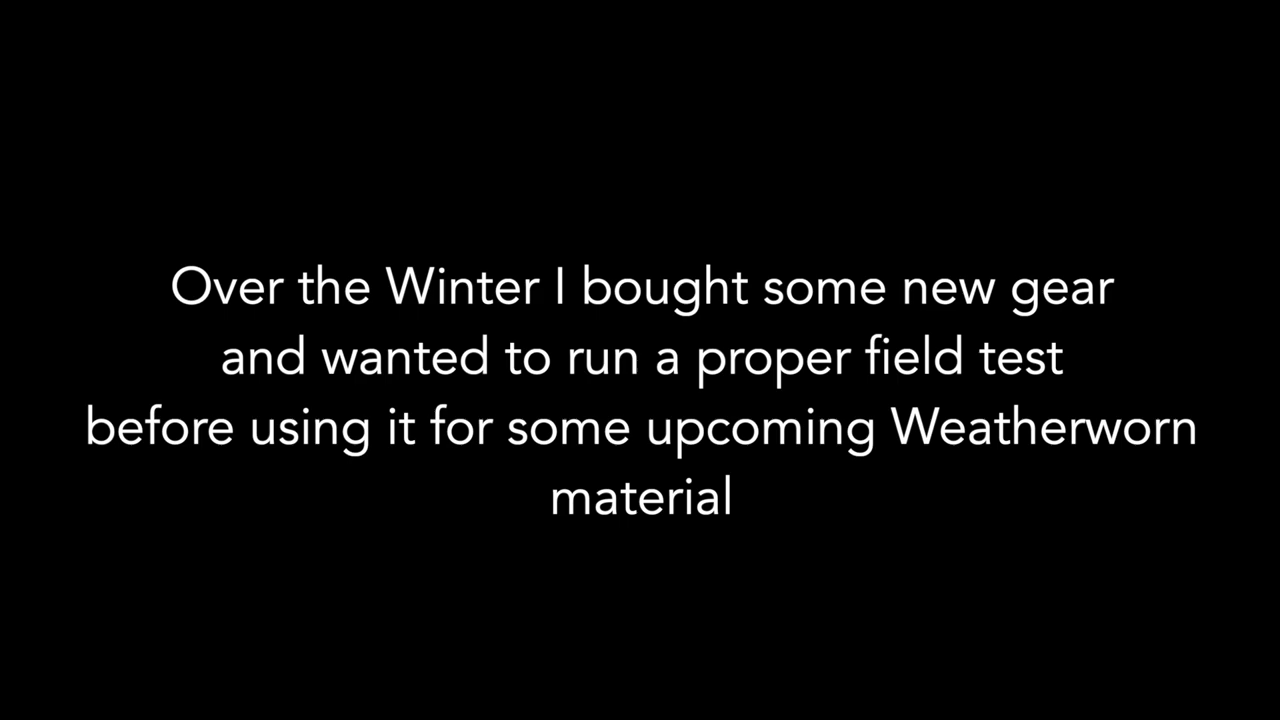 Over the Winter I bought some new gear
and wanted to run a proper field test
before using it for some upcoming Weatherworn
material